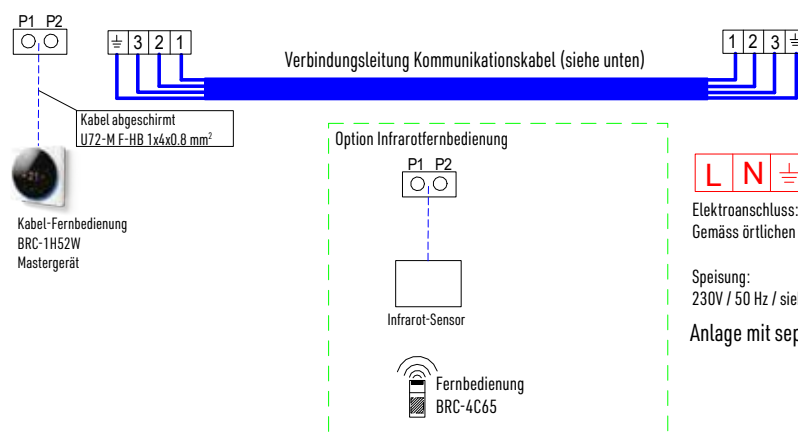 P1 P2
⏚ 3 2 1
Verbindungsleitung Kommunikationskabel (siehe unten)
1 2 3 ⏚
Kabel abgeschirmt
U72-M F-HB 1x4x0.8 mm²
Option Infrarotfernbedienung
P1 P2
L N ⏚
Kabel-Fernbedienung
BRC-1H52W
Mastergerät
Elektroanschluss:
Gemäss örtlichen
Infrarot-Sensor
Speisung:
230V / 50 Hz / sie
Anlage mit sep
Fernbedienung
BRC-4C65